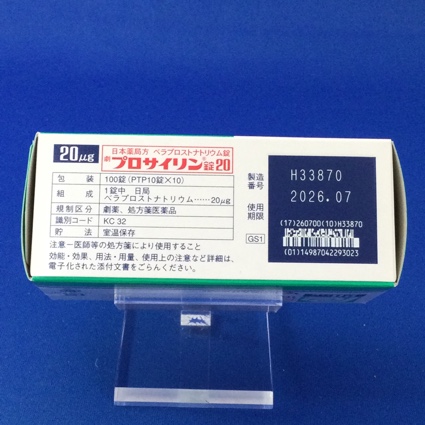 20μg
日本薬局方 ベラプロストナトリウム錠
劇 プロサイリン®錠20
包装 100錠(PTP10錠×10)
組成 1錠中 日局
ベラプロストナトリウム……20μg
規制区分 劇薬、処方箋医薬品
識別コード KC 32
貯法 室温保存
注意-医師等の処方箋により使用すること
効能・効果、用法・用量、使用上の注意など詳細は、
電子化された添付文書をごらんください。
製造番号 H33870
使用期限 2026.07
(17)260700(10)H33870
GS1
(01)14987042293023